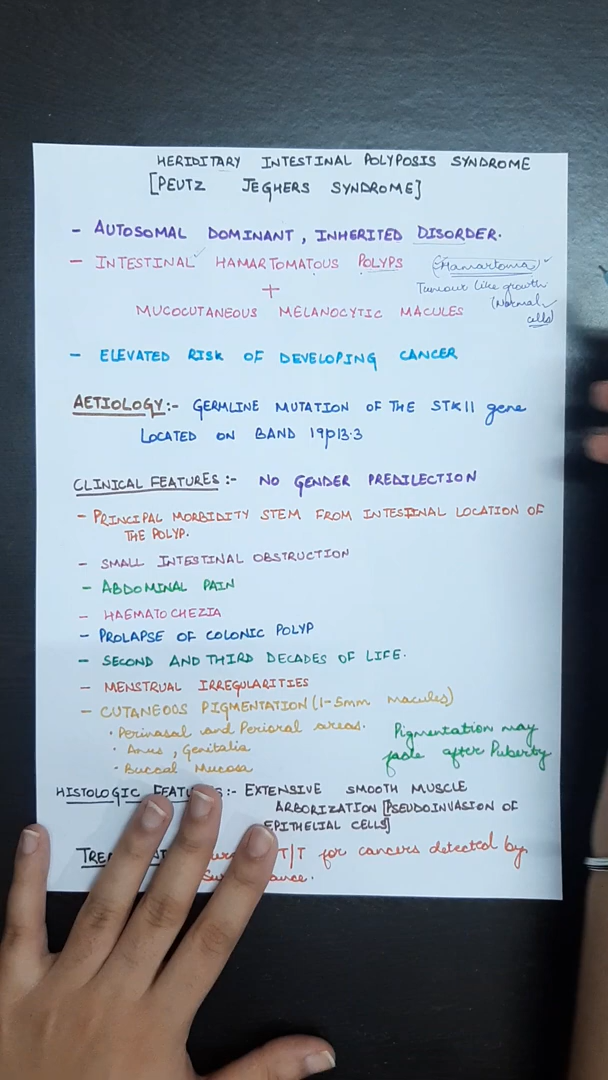 HERIDITARY INTESTINAL POLYPOSIS SYNDROME
[PEUTZ JEGHERS SYNDROME]
- AUTOSOMAL DOMINANT, INHERITED DISORDER.
- INTESTINAL HAMARTOMATOUS POLYPS (Hamartoma)
Tumour like growth
+ (Normal
MUCOCUTANEOUS MELANOCYTIC MACULES cells)
- ELEVATED RISK OF DEVELOPING CANCER
AETIOLOGY:- GERMLINE MUTATION OF THE STK11 gene
LOCATED ON BAND 19p13.3
CLINICAL FEATURES:- NO GENDER PREDILECTION
- PRINCIPAL MORBIDITY STEM FROM INTESTINAL LOCATION OF
THE POLYP.
- SMALL INTESTINAL OBSTRUCTION
- ABDOMINAL PAIN
- HAEMATOCHEZIA
- PROLAPSE OF COLONIC POLYP
- SECOND AND THIRD DECADES OF LIFE.
- MENSTRUAL IRREGULARITIES
- CUTANEOUS PIGMENTATION (1-5mm macules)
• Perinasal and Perioral areas.
• Anus, Genitalia
• Buccal Mucosa
Pigmentation may
fade after Puberty
HISTOLOGIC FEATURES:- EXTENSIVE SMOOTH MUSCLE
ARBORIZATION [PSEUDOINVASION OF
EPITHELIAL CELLS]
T/T for cancers detected by